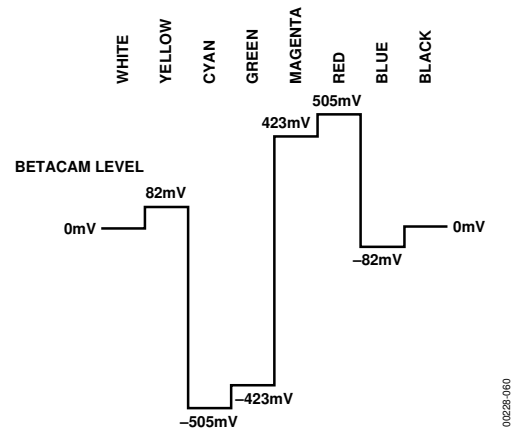 WHITE
YELLOW
CYAN
GREEN
MAGENTA
RED
BLUE
BLACK
505mV
423mV
BETACAM LEVEL
82mV
0mV
0mV
–82mV
–423mV
–505mV
00228-060